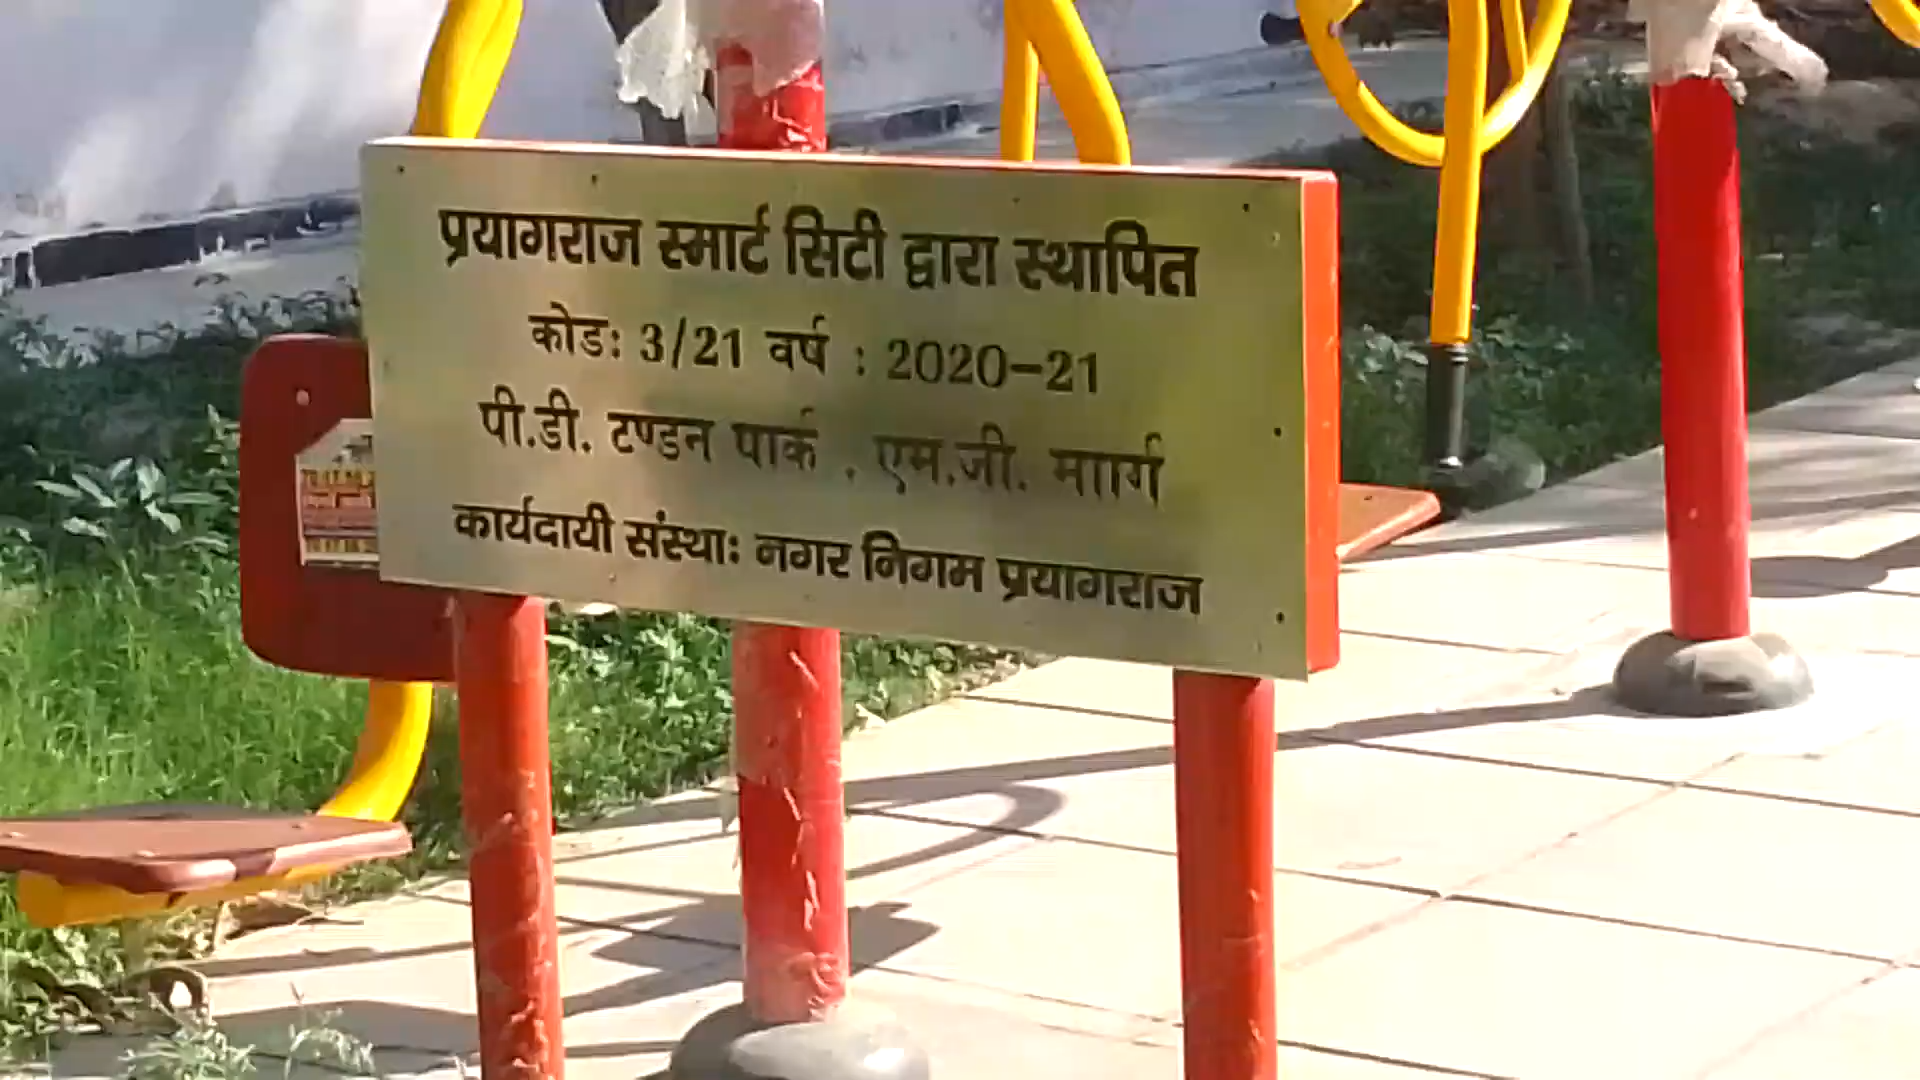 प्रयागराज स्मार्ट सिटी द्वारा स्थापित
कोड: 3/21 वर्ष : 2020-21
पी.डी. टण्डन पार्क . एम.जी. माार्ग
कार्यदायी संस्था: नगर निगम प्रयागराज